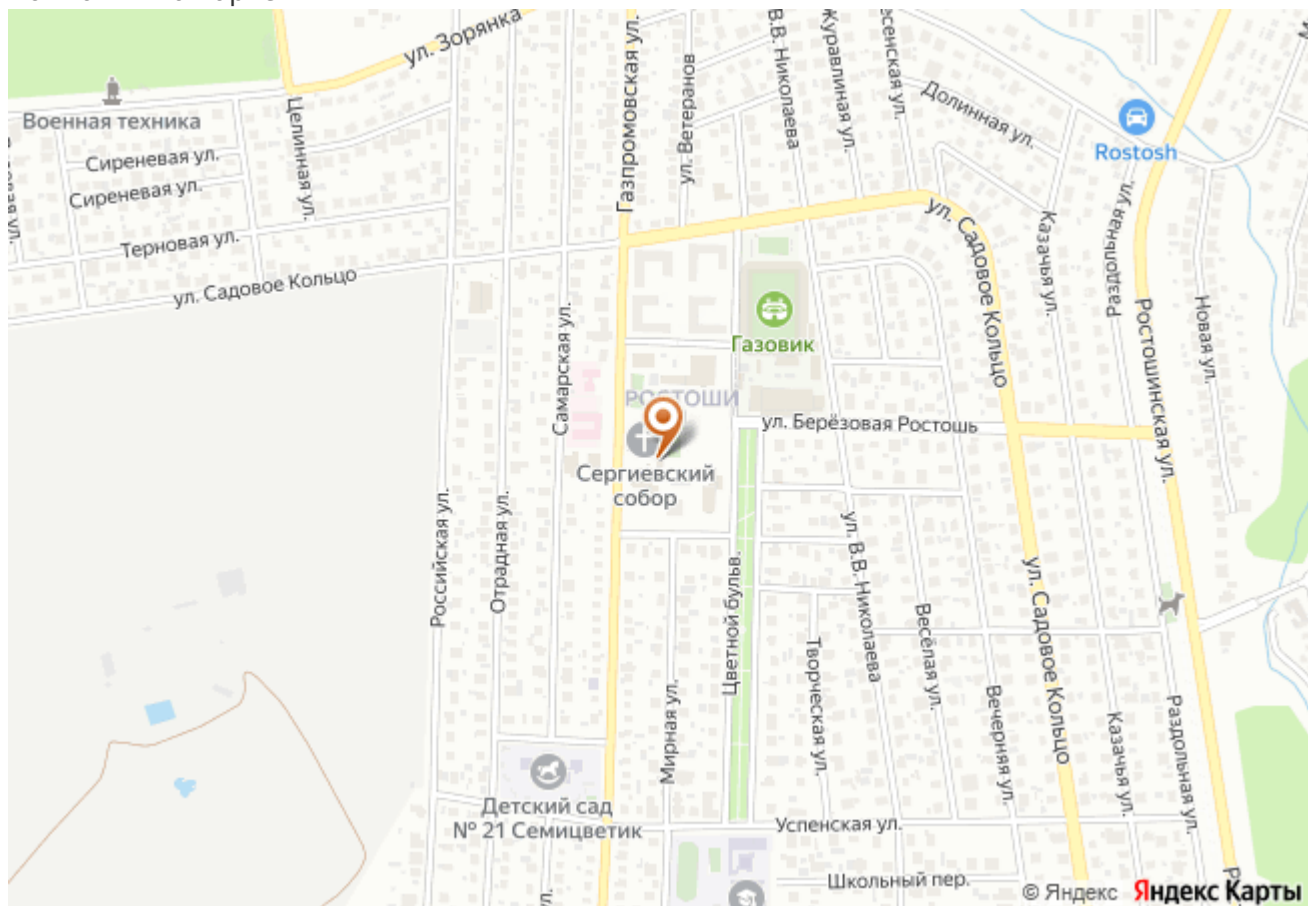 ул. Зорянка
Газпромовская ул.
ул. Ветеранов
В.В. Николаева
Журавлиная ул.
Долинная ул.
Rostosh
Военная техника
Целинная ул.
Сиреневая ул.
Сиреневая ул.
Терновая ул.
ул. Садовое Кольцо
ул. Садовое Кольцо
Казачья ул.
Раздольная ул.
Ростошинская ул.
Новая ул.
Самарская ул.
Газовик
РОСТОШИ
ул. Берёзовая Ростошь
Сергиевский
собор
Российская ул.
Отрадная ул.
Мирная ул.
Цветной бульв.
ул. В.В. Николаева
Творческая ул.
Весёлая ул.
Вечерняя ул.
ул. Садовое Кольцо
Казачья ул.
Раздольная ул.
Детский сад
№ 21 Семицветик
Успенская ул.
Школьный пер.
© Яндекс Яндекс Карты